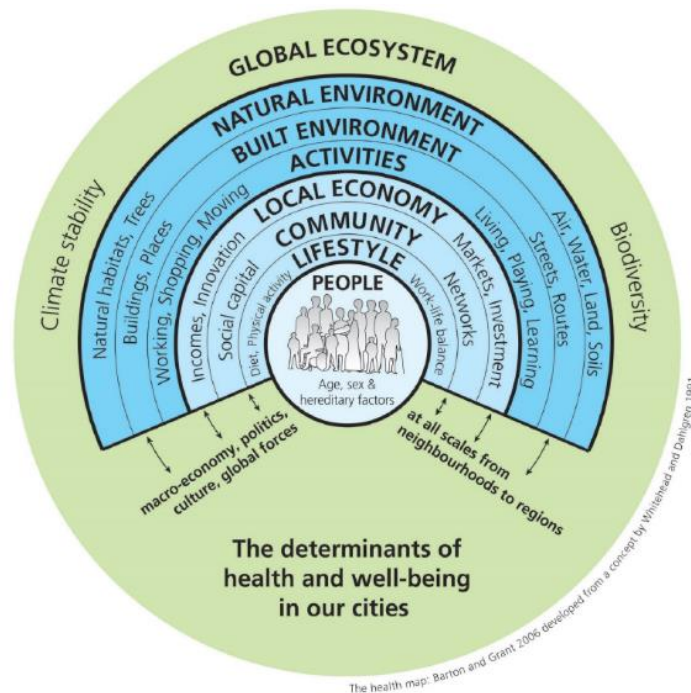 GLOBAL ECOSYSTEM
NATURAL ENVIRONMENT
BUILT ENVIRONMENT
ACTIVITIES
LOCAL ECONOMY
COMMUNITY
LIFESTYLE
PEOPLE
Climate stability
Natural habitats, Trees
Buildings, Places
Working, Shopping, Moving
Incomes, Innovation
Social capital
Diet, Physical activity
Work-life balance
Networks
Markets, Investment
Living, Playing, Learning
Streets, Routes
Air, Water, Land, Soils
Biodiversity
Age, sex &
hereditary factors
macro-economy, politics,
culture, global forces
at all scales from
neighbourhoods to regions
The determinants of
health and well-being
in our cities
The health map: Barton and Grant 2006 developed from a concept by Whitehead and Dahlgren 1991